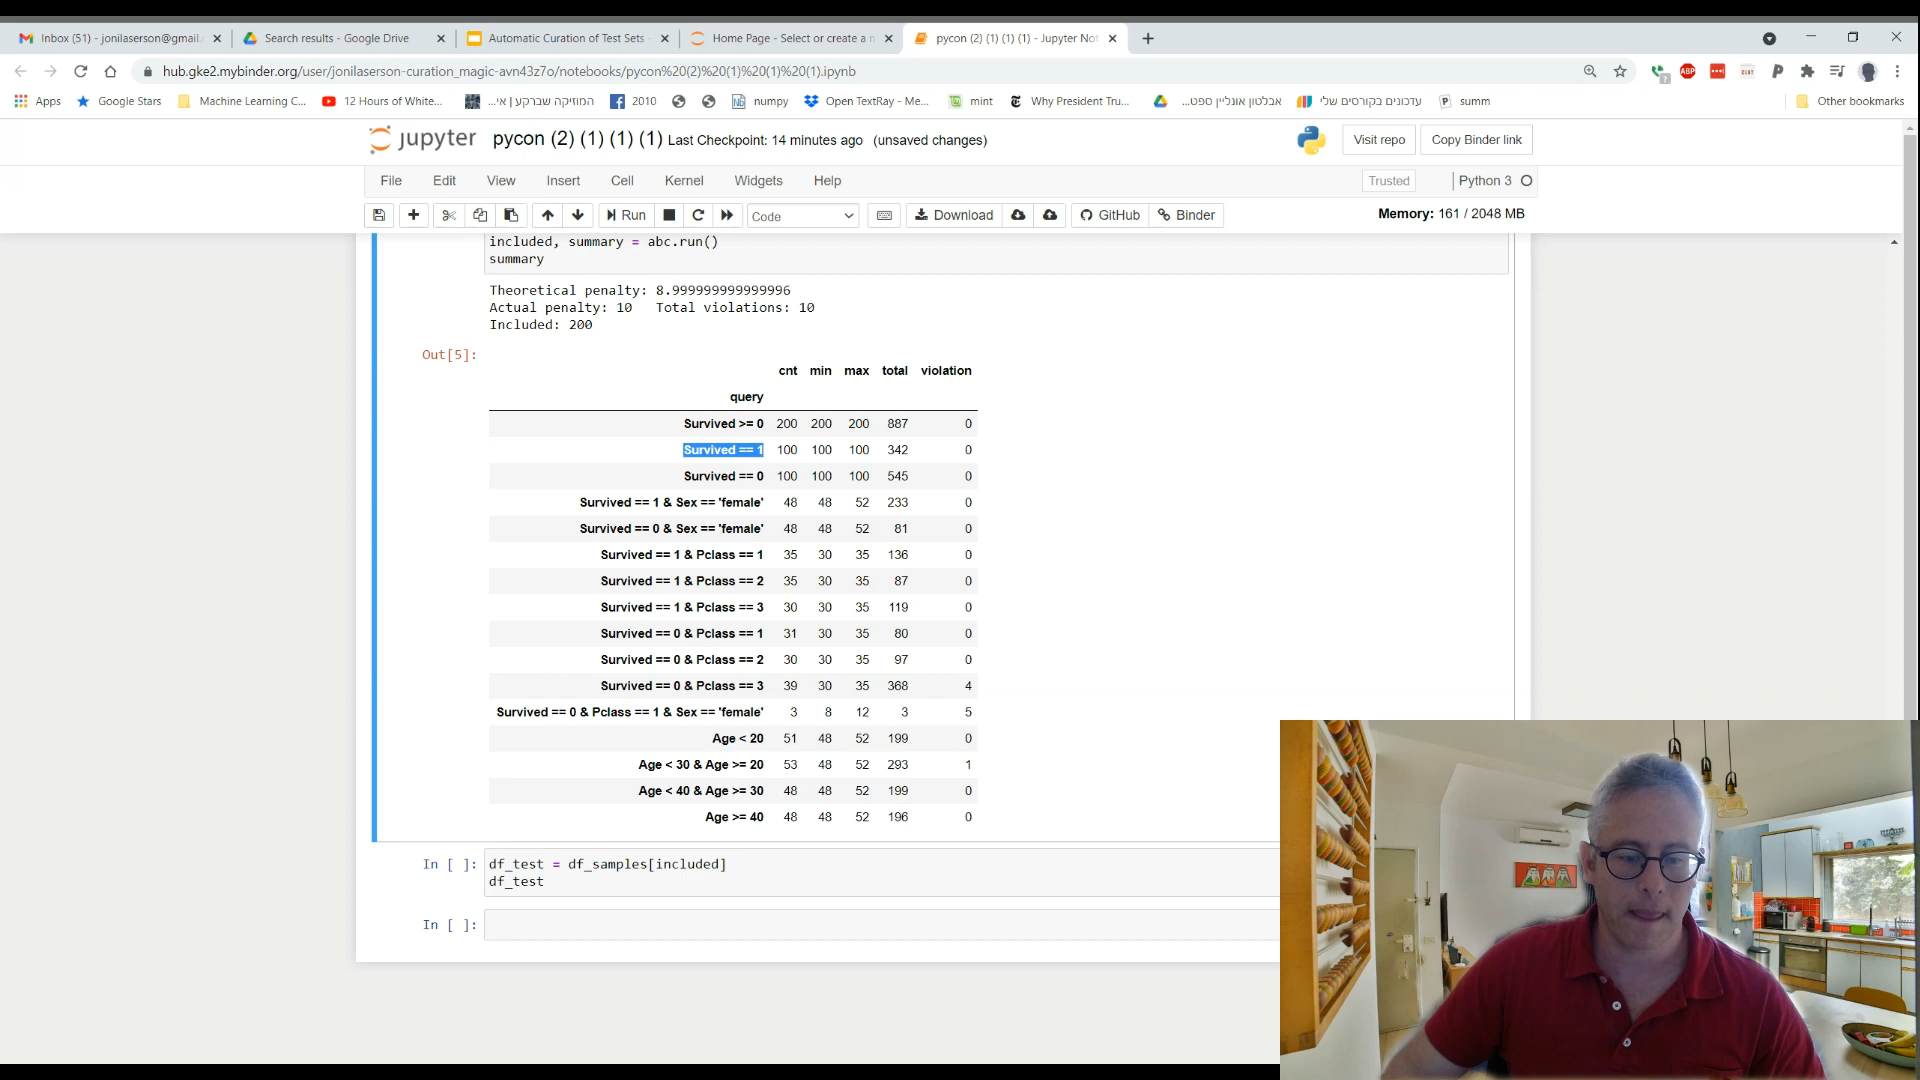 Inbox (51) - jonilaserson@gmail.
Search results - Google Drive
Automatic Curation of Test Sets -
Home Page - Select or create a n
pycon (2) (1) (1) (1) - Jupyter Not
hub.gke2.mybinder.org/user/jonilaserson-curation_magic-avn43z7o/notebooks/pycon%20(2)%20(1)%20(1)%20(1).ipynb
Apps
Google Stars
Machine Learning C...
12 Hours of White...
המוזיקה שברקע | אי...
2010
numpy
Open TextRay - Me...
mint
Why President Tru...
אבלטון אונליין ספט...
עדכונים בקורסים שלי
summ
Other bookmarks
jupyter pycon (2) (1) (1) (1) Last Checkpoint: 14 minutes ago (unsaved changes)
Visit repo
Copy Binder link
File Edit View Insert Cell Kernel Widgets Help
Trusted
Python 3
Run
Code
Download
GitHub
Binder
Memory: 161 / 2048 MB
included, summary = abc.run()
summary
Theoretical penalty: 8.999999999999996
Actual penalty: 10 Total violations: 10
Included: 200
Out[5]:
cnt min max total violation
query
Survived >= 0 200 200 200 887 0
Survived == 1 100 100 100 342 0
Survived == 0 100 100 100 545 0
Survived == 1 & Sex == 'female' 48 48 52 233 0
Survived == 0 & Sex == 'female' 48 48 52 81 0
Survived == 1 & Pclass == 1 35 30 35 136 0
Survived == 1 & Pclass == 2 35 30 35 87 0
Survived == 1 & Pclass == 3 30 30 35 119 0
Survived == 0 & Pclass == 1 31 30 35 80 0
Survived == 0 & Pclass == 2 30 30 35 97 0
Survived == 0 & Pclass == 3 39 30 35 368 4
Survived == 0 & Pclass == 1 & Sex == 'female' 3 8 12 3 5
Age < 20 51 48 52 199 0
Age < 30 & Age >= 20 53 48 52 293 1
Age < 40 & Age >= 30 48 48 52 199 0
Age >= 40 48 48 52 196 0
In [ ]: df_test = df_samples[included]
df_test
In [ ]: